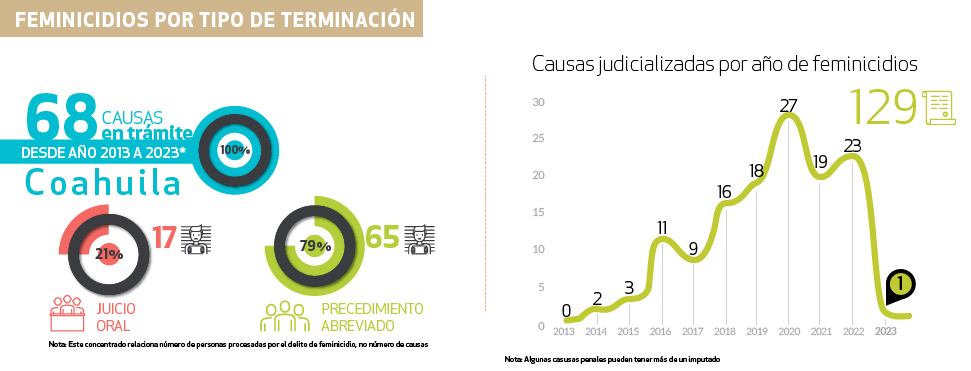 FEMINICIDIOS POR TIPO DE TERMINACIÓN
68 CAUSAS
en trámite
DESDE AÑO 2013 A 2023*
Coahuila
100%
17
21%
JUICIO
ORAL
65
79%
PRECEDIMIENTO
ABREVIADO
Nota: Este concentrado relaciona número de personas procesadas por el delito de feminicidio, no número de causas
Causas judicializadas por año de feminicidios
129
30
25
20
15
10
5
0
0
2
3
11
9
16
18
27
19
23
1
2013 2014 2015 2016 2017 2018 2019 2020 2021 2022 2023
Nota: Algunas casusas penales pueden tener más de un imputado